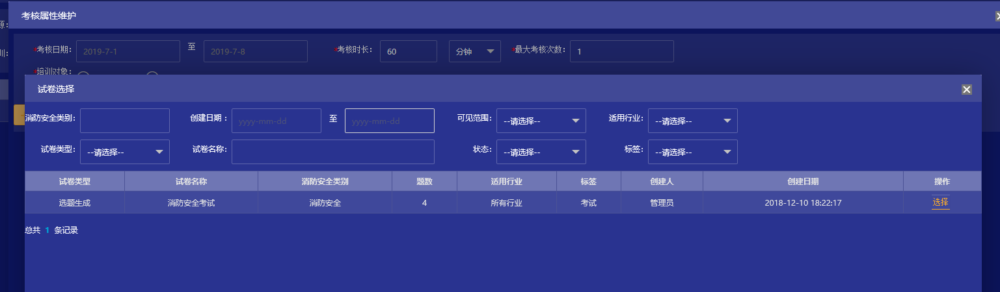 考核属性维护
源:
*考核日期: 2019-7-1 至 2019-7-8 *考核时长: 60 分钟 *最大考核次数: 1
训:
*培训对象:
试卷选择
消防安全类别: 创建日期 : yyyy-mm-dd 至 yyyy-mm-dd 可见范围: --请选择-- 适用行业: --请选择--
试卷类型: --请选择-- 试卷名称: 状态: --请选择-- 标签: --请选择--
试卷类型 试卷名称 消防安全类别 题数 适用行业 标签 创建人 创建日期 操作
选题生成 消防安全考试 消防安全 4 所有行业 考试 管理员 2018-12-10 18:22:17 选择
总共 1 条记录